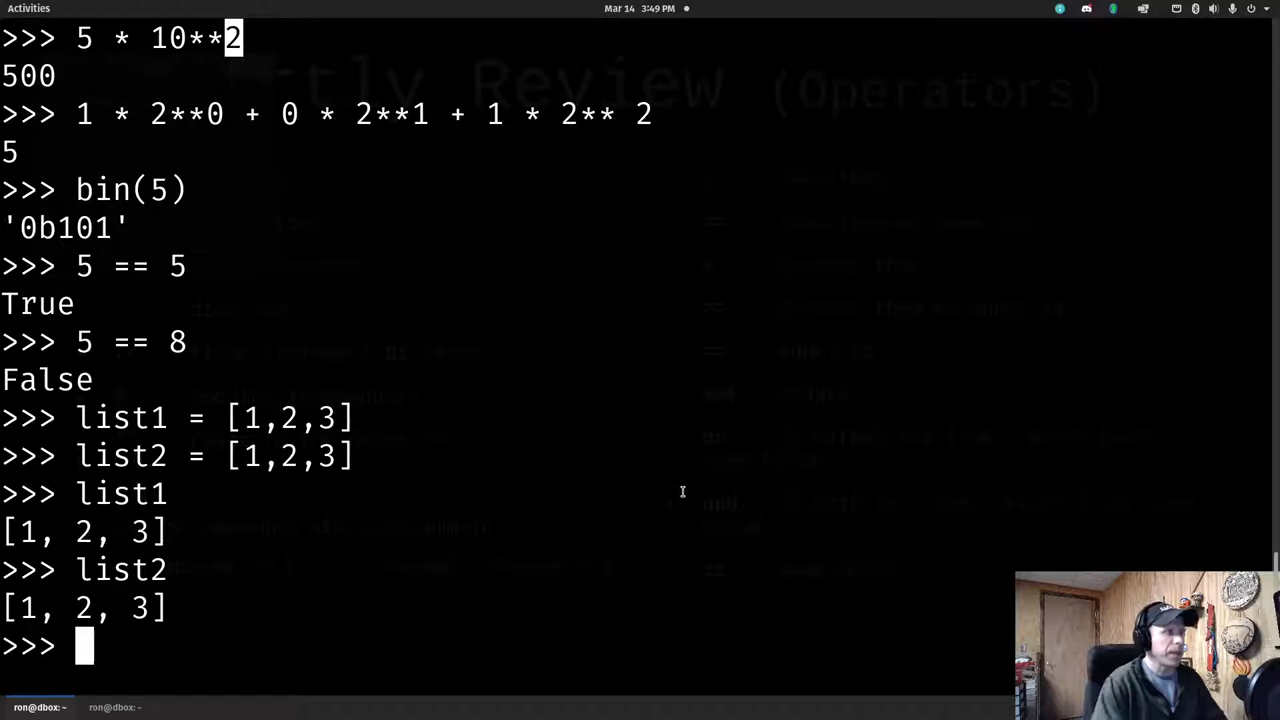 Activities
Mar 14 3:49 PM
>>> 5 * 10**2
500
>>> 1 * 2**0 + 0 * 2**1 + 1 * 2** 2
5
>>> bin(5)
'0b101'
>>> 5 == 5
True
>>> 5 == 8
False
>>> list1 = [1,2,3]
>>> list2 = [1,2,3]
>>> list1
[1, 2, 3]
>>> list2
[1, 2, 3]
>>>
Review (Operators)
ron@dbox: ~
ron@dbox: ~